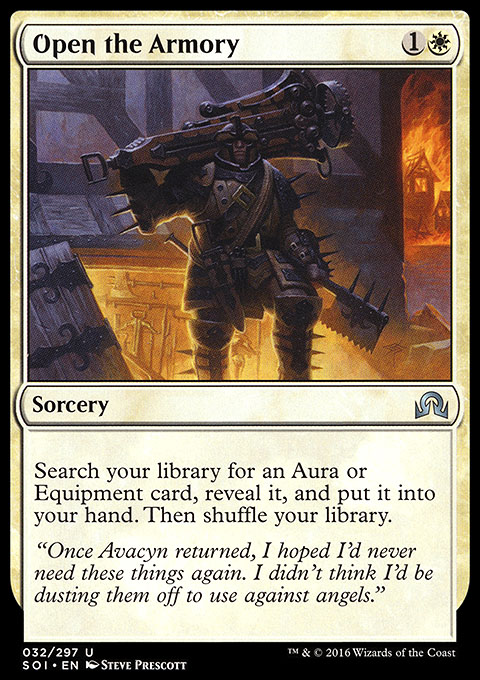 Open the Armory 1
Sorcery
Search your library for an Aura or
Equipment card, reveal it, and put it into
your hand. Then shuffle your library.
“Once Avacyn returned, I hoped I’d never
need these things again. I didn’t think I’d be
dusting them off to use against angels.”
032/297 U
SOI • EN Steve Prescott
™ & © 2016 Wizards of the Coast